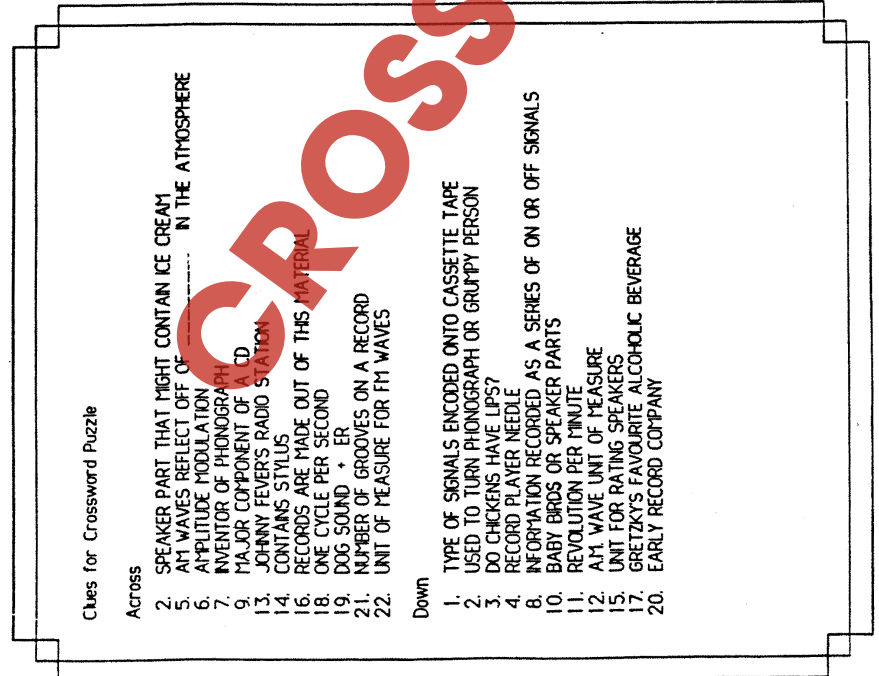 Clues for Crossword Puzzle
Across
2. SPEAKER PART THAT MIGHT CONTAIN ICE CREAM
5. AM WAVES REFLECT OFF OF --------- IN THE ATMOSPHERE
6. AMPLITUDE MODULATION
7. INVENTOR OF PHONOGRAPH
9. MAJOR COMPONENT OF A CD
13. JOHNNY FEVER'S RADIO STATION
14. CONTAINS STYLUS
16. RECORDS ARE MADE OUT OF THIS MATERIAL
18. ONE CYCLE PER SECOND
19. DOG SOUND + ER
21. NUMBER OF GROOVES ON A RECORD
22. UNIT OF MEASURE FOR FM WAVES
Down
1. TYPE OF SIGNALS ENCODED ONTO CASSETTE TAPE
2. USED TO TURN PHONOGRAPH OR GRUMPY PERSON
3. DO CHICKENS HAVE LIPS?
4. RECORD PLAYER NEEDLE
8. INFORMATION RECORDED AS A SERIES OF ON OR OFF SIGNALS
10. BABY BIRDS OR SPEAKER PARTS
11. REVOLUTION PER MINUTE
12. A.M. WAVE UNIT OF MEASURE
15. UNIT FOR RATING SPEAKERS
17. GRETZKY'S FAVOURITE ALCOHOLIC BEVERAGE
20. EARLY RECORD COMPANY
CROSS